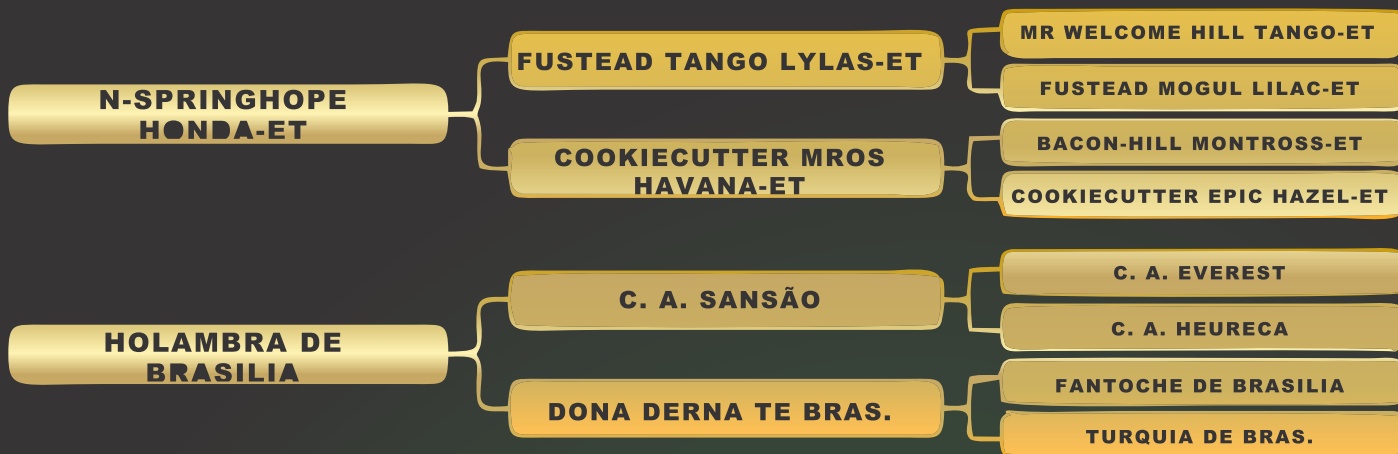 N-SPRINGHOPE
HONDA-ET
FUSTEAD TANGO LYLAS-ET
COOKIECUTTER MROS
HAVANA-ET
MR WELCOME HILL TANGO-ET
FUSTEAD MOGUL LILAC-ET
BACON-HILL MONTROSS-ET
COOKIECUTTER EPIC HAZEL-ET
HOLAMBRA DE
BRASILIA
C. A. SANSÃO
DONA DERNA TE BRAS.
C. A. EVEREST
C. A. HEURECA
FANTOCHE DE BRASILIA
TURQUIA DE BRAS.